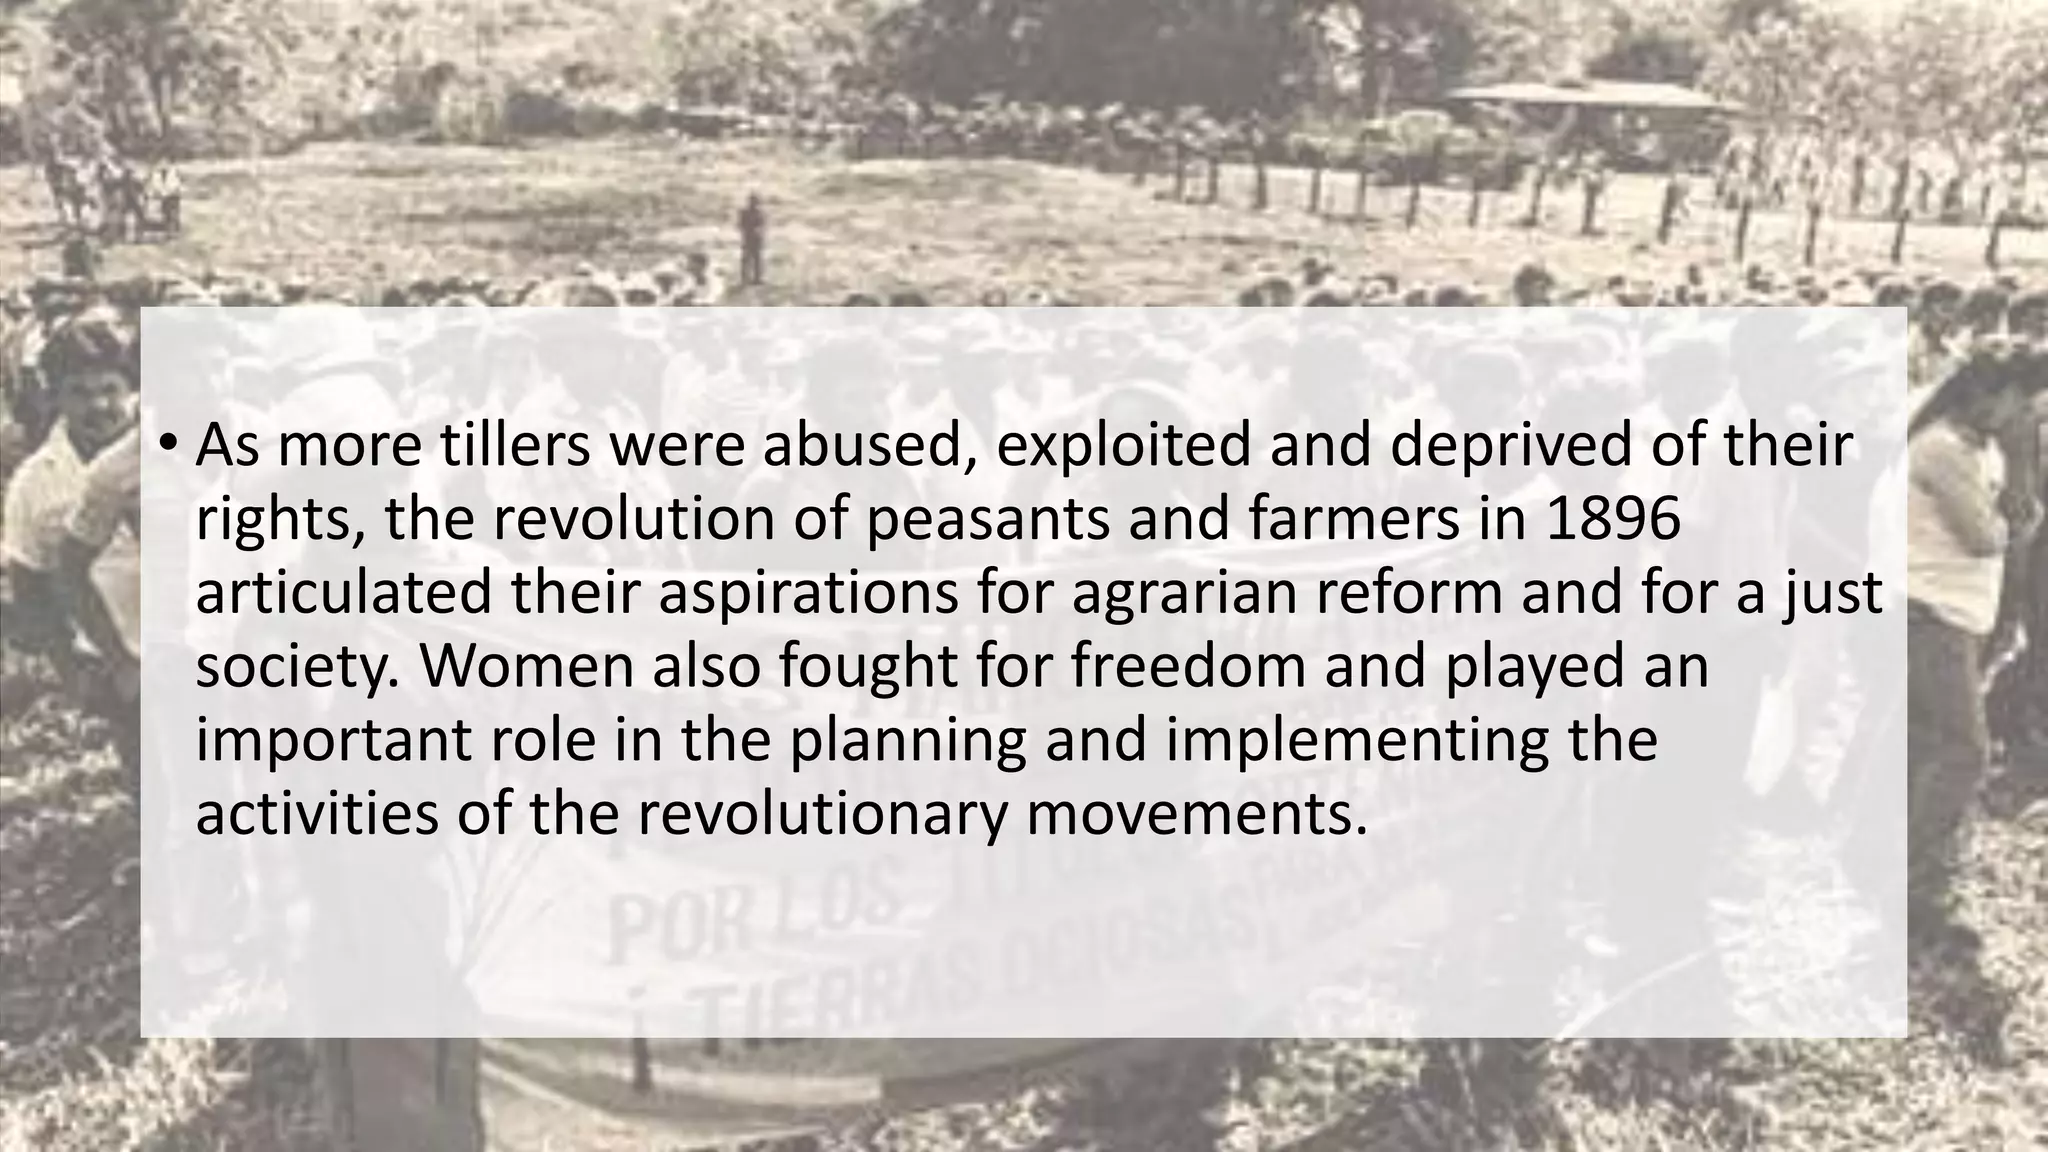 • As more tillers were abused, exploited and deprived of their
rights, the revolution of peasants and farmers in 1896
articulated their aspirations for agrarian reform and for a just
society. Women also fought for freedom and played an
important role in the planning and implementing the
activities of the revolutionary movements.
POR LOS
¡ TIERRAS OCIOSAS